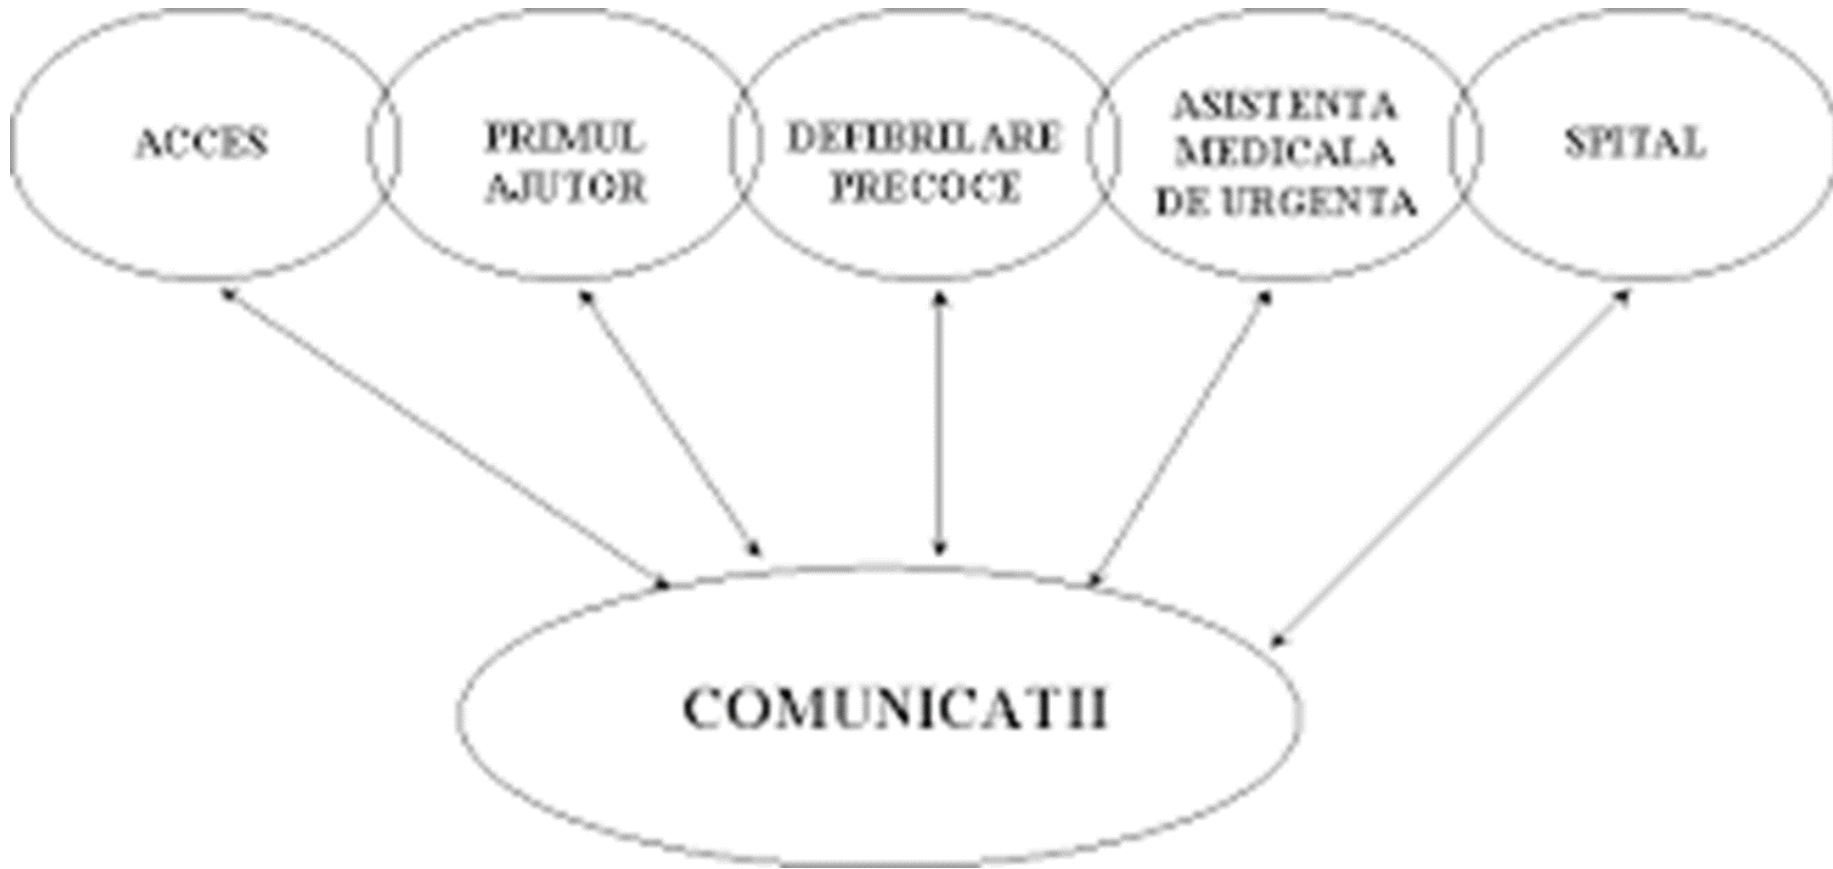 ACCES
PRIMUL
AJUTOR
DEFIBRILARE
PRECOCE
ASISTENTA
MEDICALA
DE URGENTA
SPITAL
COMUNICATII